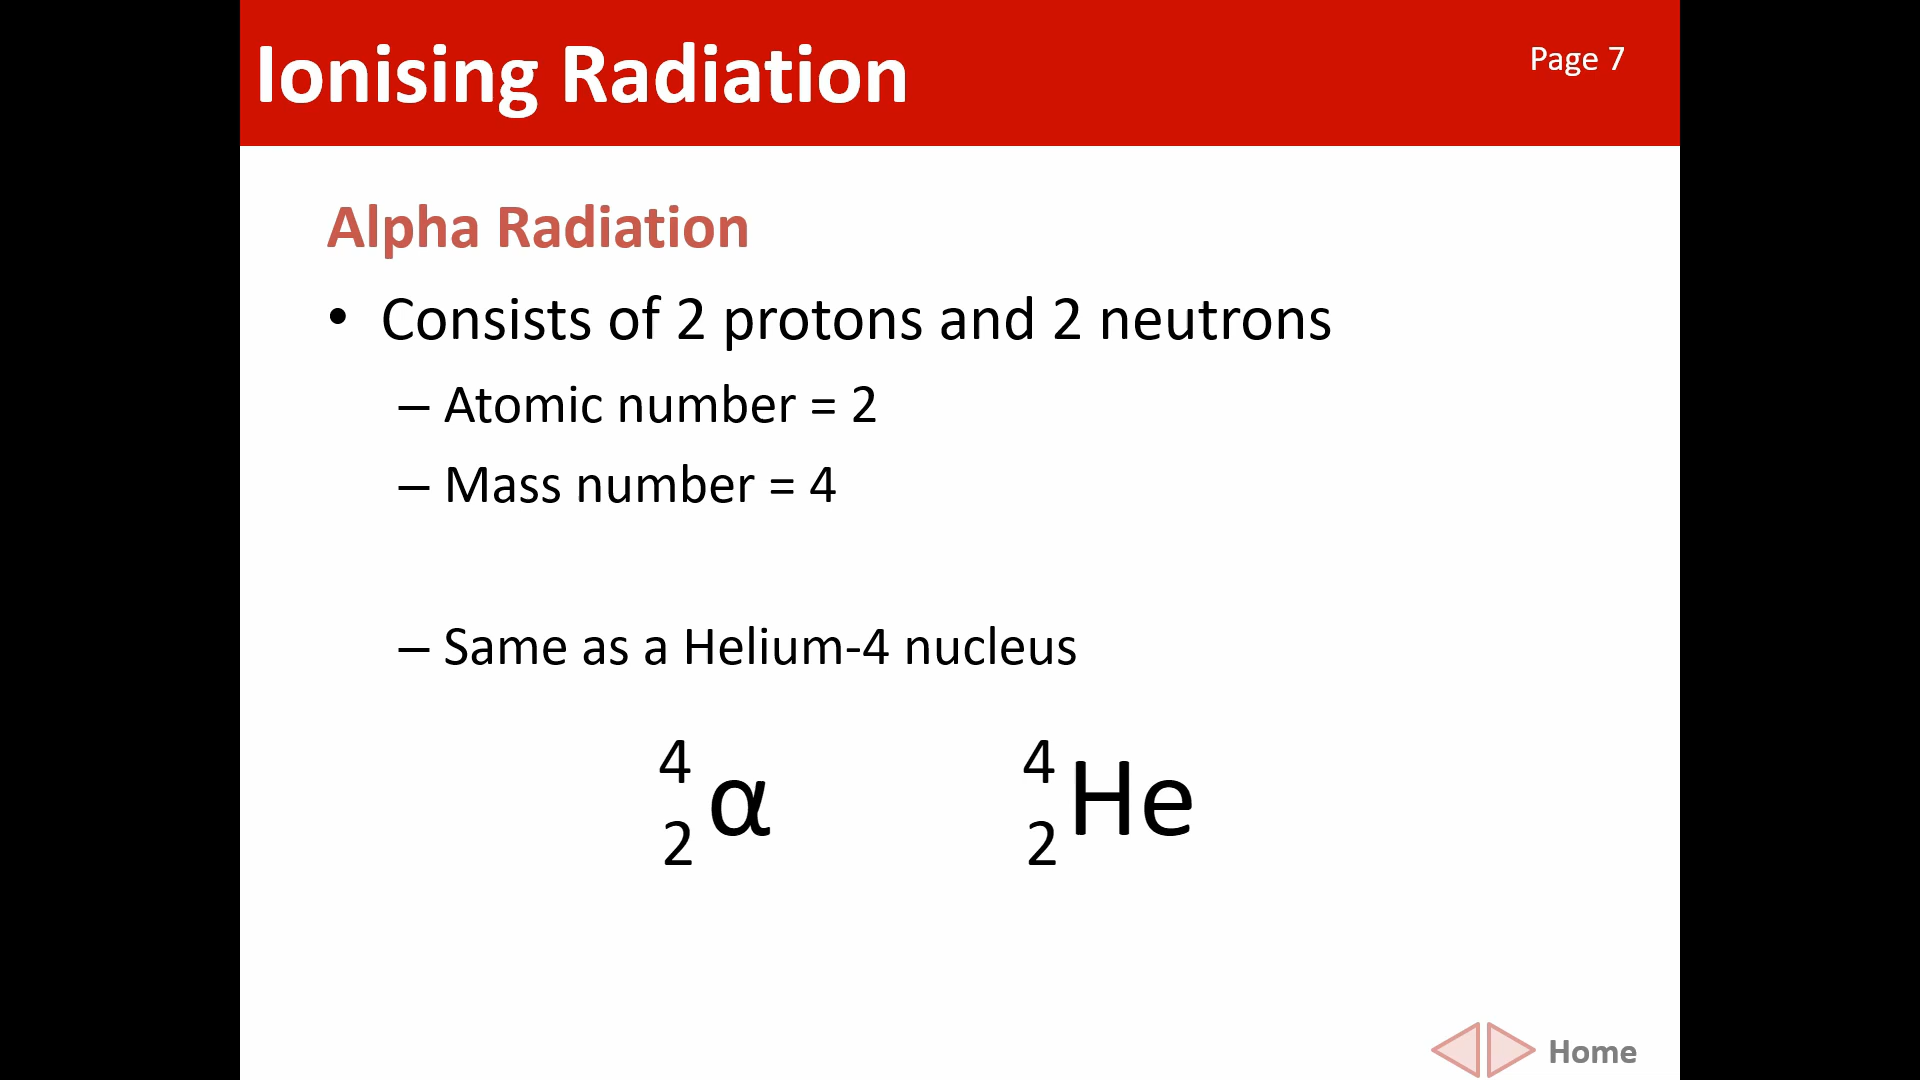 Ionising Radiation
Page 7
Alpha Radiation
• Consists of 2 protons and 2 neutrons
– Atomic number = 2
– Mass number = 4
– Same as a Helium-4 nucleus
4 4
α He
2 2
Home